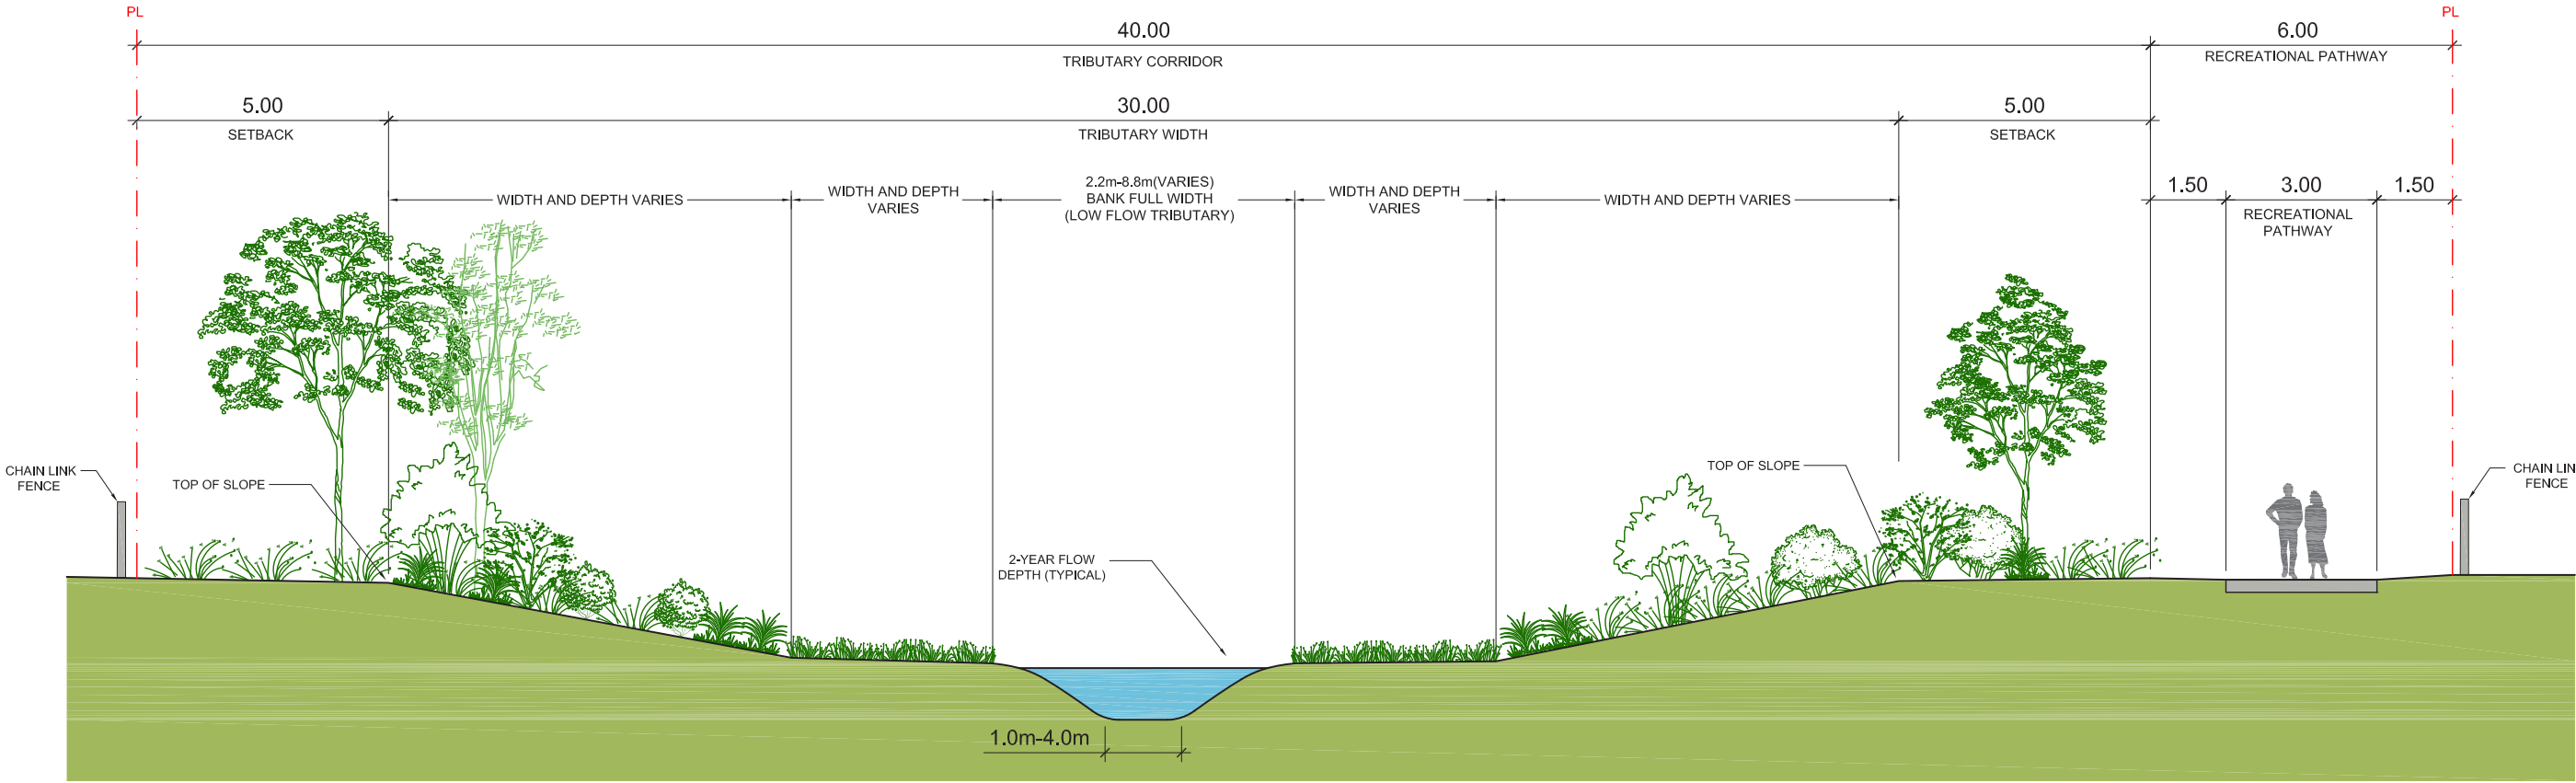 PL
PL
40.00
TRIBUTARY CORRIDOR
6.00
RECREATIONAL PATHWAY
5.00
SETBACK
30.00
TRIBUTARY WIDTH
5.00
SETBACK
WIDTH AND DEPTH VARIES
WIDTH AND DEPTH
VARIES
2.2m-8.8m(VARIES)
BANK FULL WIDTH
(LOW FLOW TRIBUTARY)
WIDTH AND DEPTH
VARIES
WIDTH AND DEPTH VARIES
1.50
3.00
1.50
RECREATIONAL
PATHWAY
CHAIN LINK
FENCE
TOP OF SLOPE
2-YEAR FLOW
DEPTH (TYPICAL)
TOP OF SLOPE
CHAIN LIN
FENCE
1.0m-4.0m